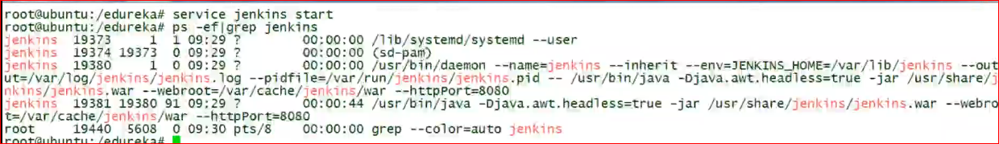 root@ubuntu:/edureka# service jenkins start
root@ubuntu:/edureka# ps -ef|grep jenkins
jenkins  19373     1  1 09:29 ?        00:00:00 /lib/systemd/systemd --user
jenkins  19374 19373  0 09:29 ?        00:00:00 (sd-pam)
jenkins  19380     1  0 09:29 ?        00:00:00 /usr/bin/daemon --name=jenkins --inherit --env=JENKINS_HOME=/var/lib/jenkins --out
ut=/var/log/jenkins/jenkins.log --pidfile=/var/run/jenkins/jenkins.pid -- /usr/bin/java -Djava.awt.headless=true -jar /usr/share/j
nkins/jenkins.war --webroot=/var/cache/jenkins/war --httpPort=8080
jenkins  19381 19380 91 09:29 ?        00:00:44 /usr/bin/java -Djava.awt.headless=true -jar /usr/share/jenkins/jenkins.war --webro
t=/var/cache/jenkins/war --httpPort=8080
root     19440  5608  0 09:30 pts/8    00:00:00 grep --color=auto jenkins
root@ubuntu:/edureka#